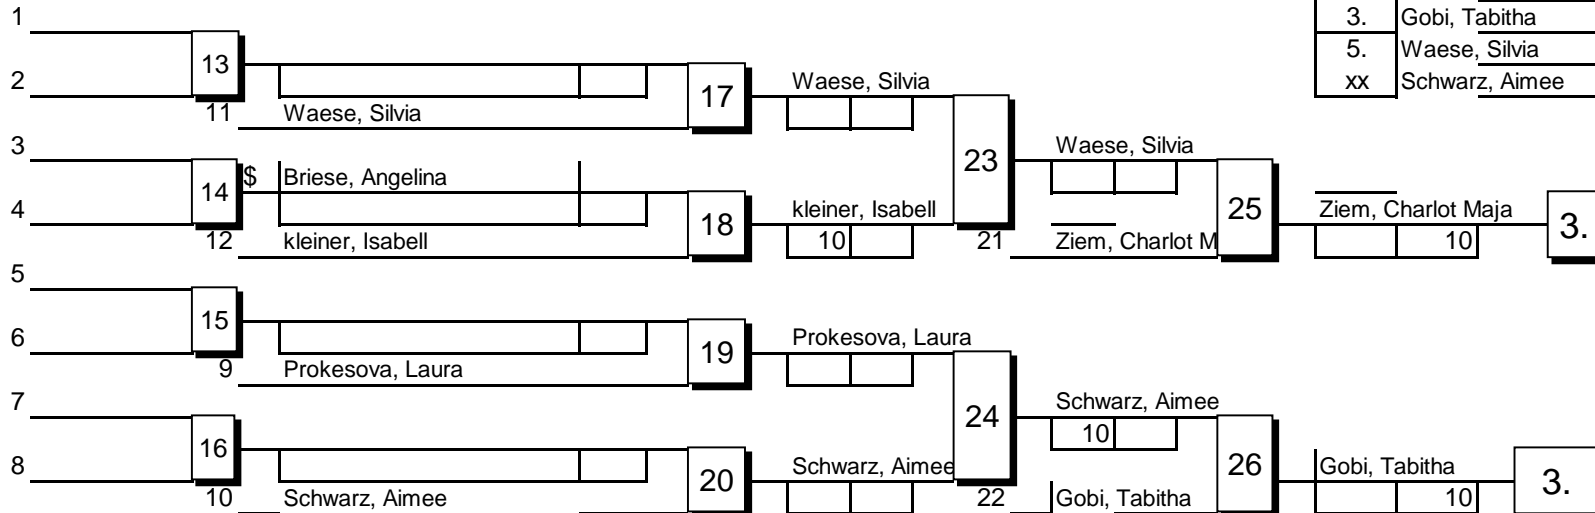 1
3. Gobi, Tabitha
13
5. Waese, Silvia
2
17 Waese, Silvia
xx Schwarz, Aimee
11 Waese, Silvia
3
23 Waese, Silvia
14 $ Briese, Angelina
4
18 kleiner, Isabell
25 Ziem, Charlot Maja
3.
12 kleiner, Isabell
10
21 Ziem, Charlot M
10
5
15
6
19 Prokesova, Laura
9 Prokesova, Laura
7
24 Schwarz, Aimee
16
10
8
20 Schwarz, Aimee
26 Gobi, Tabitha
3.
10 Schwarz, Aimee
22 Gobi, Tabitha
10